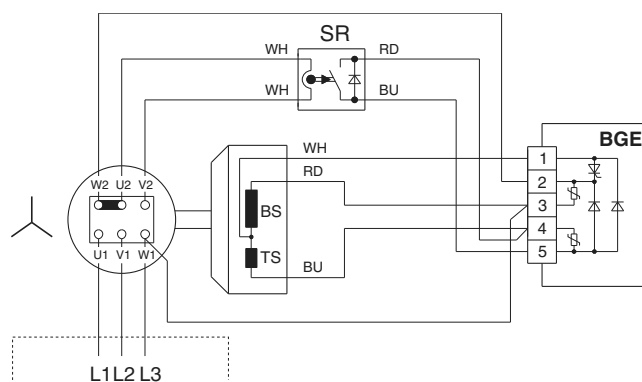 SR
WH RD
WH BU
BGE
WH
RD
1
2
3
4
5
W2 U2 V2
BS
TS
U1 V1 W1
BU
L1 L2 L3